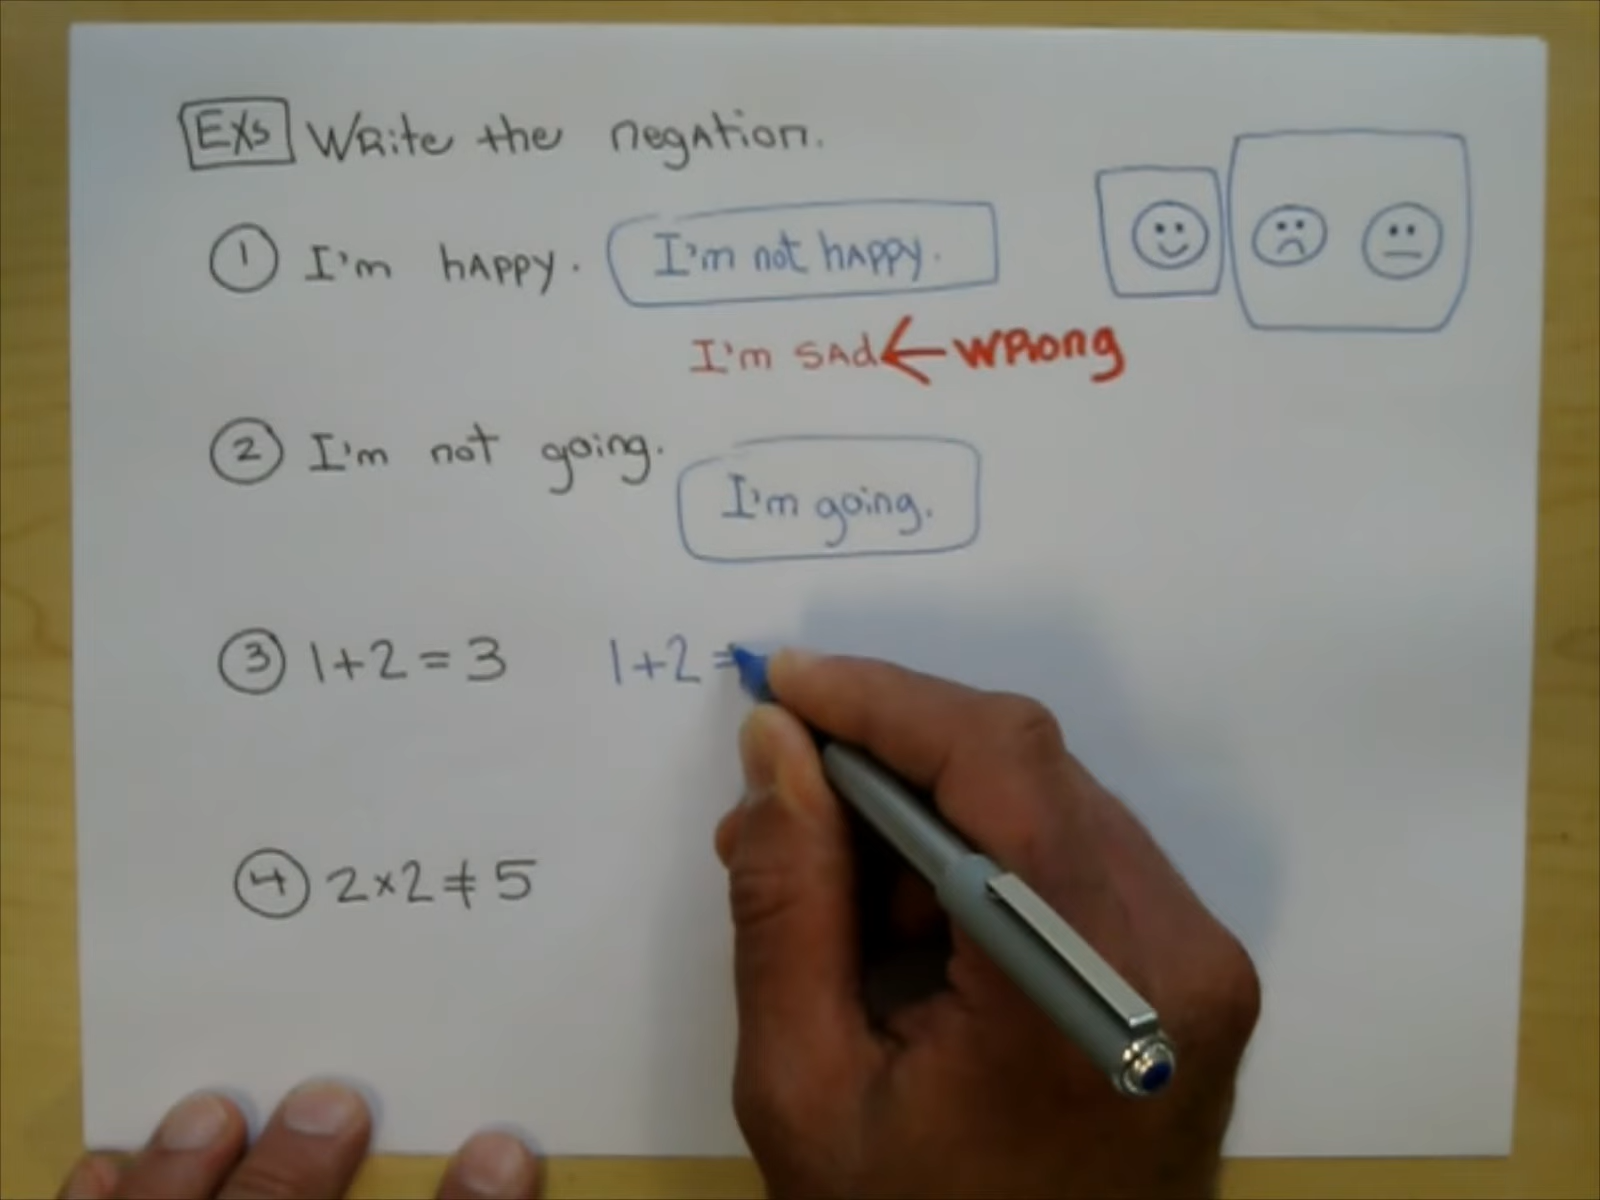 EXs Write the negation.
1 I'm happy. I'm not happy.
I'm sad ← wrong
2 I'm not going.
I'm going.
3 1+2=3 1+2=
4 2×2≠5